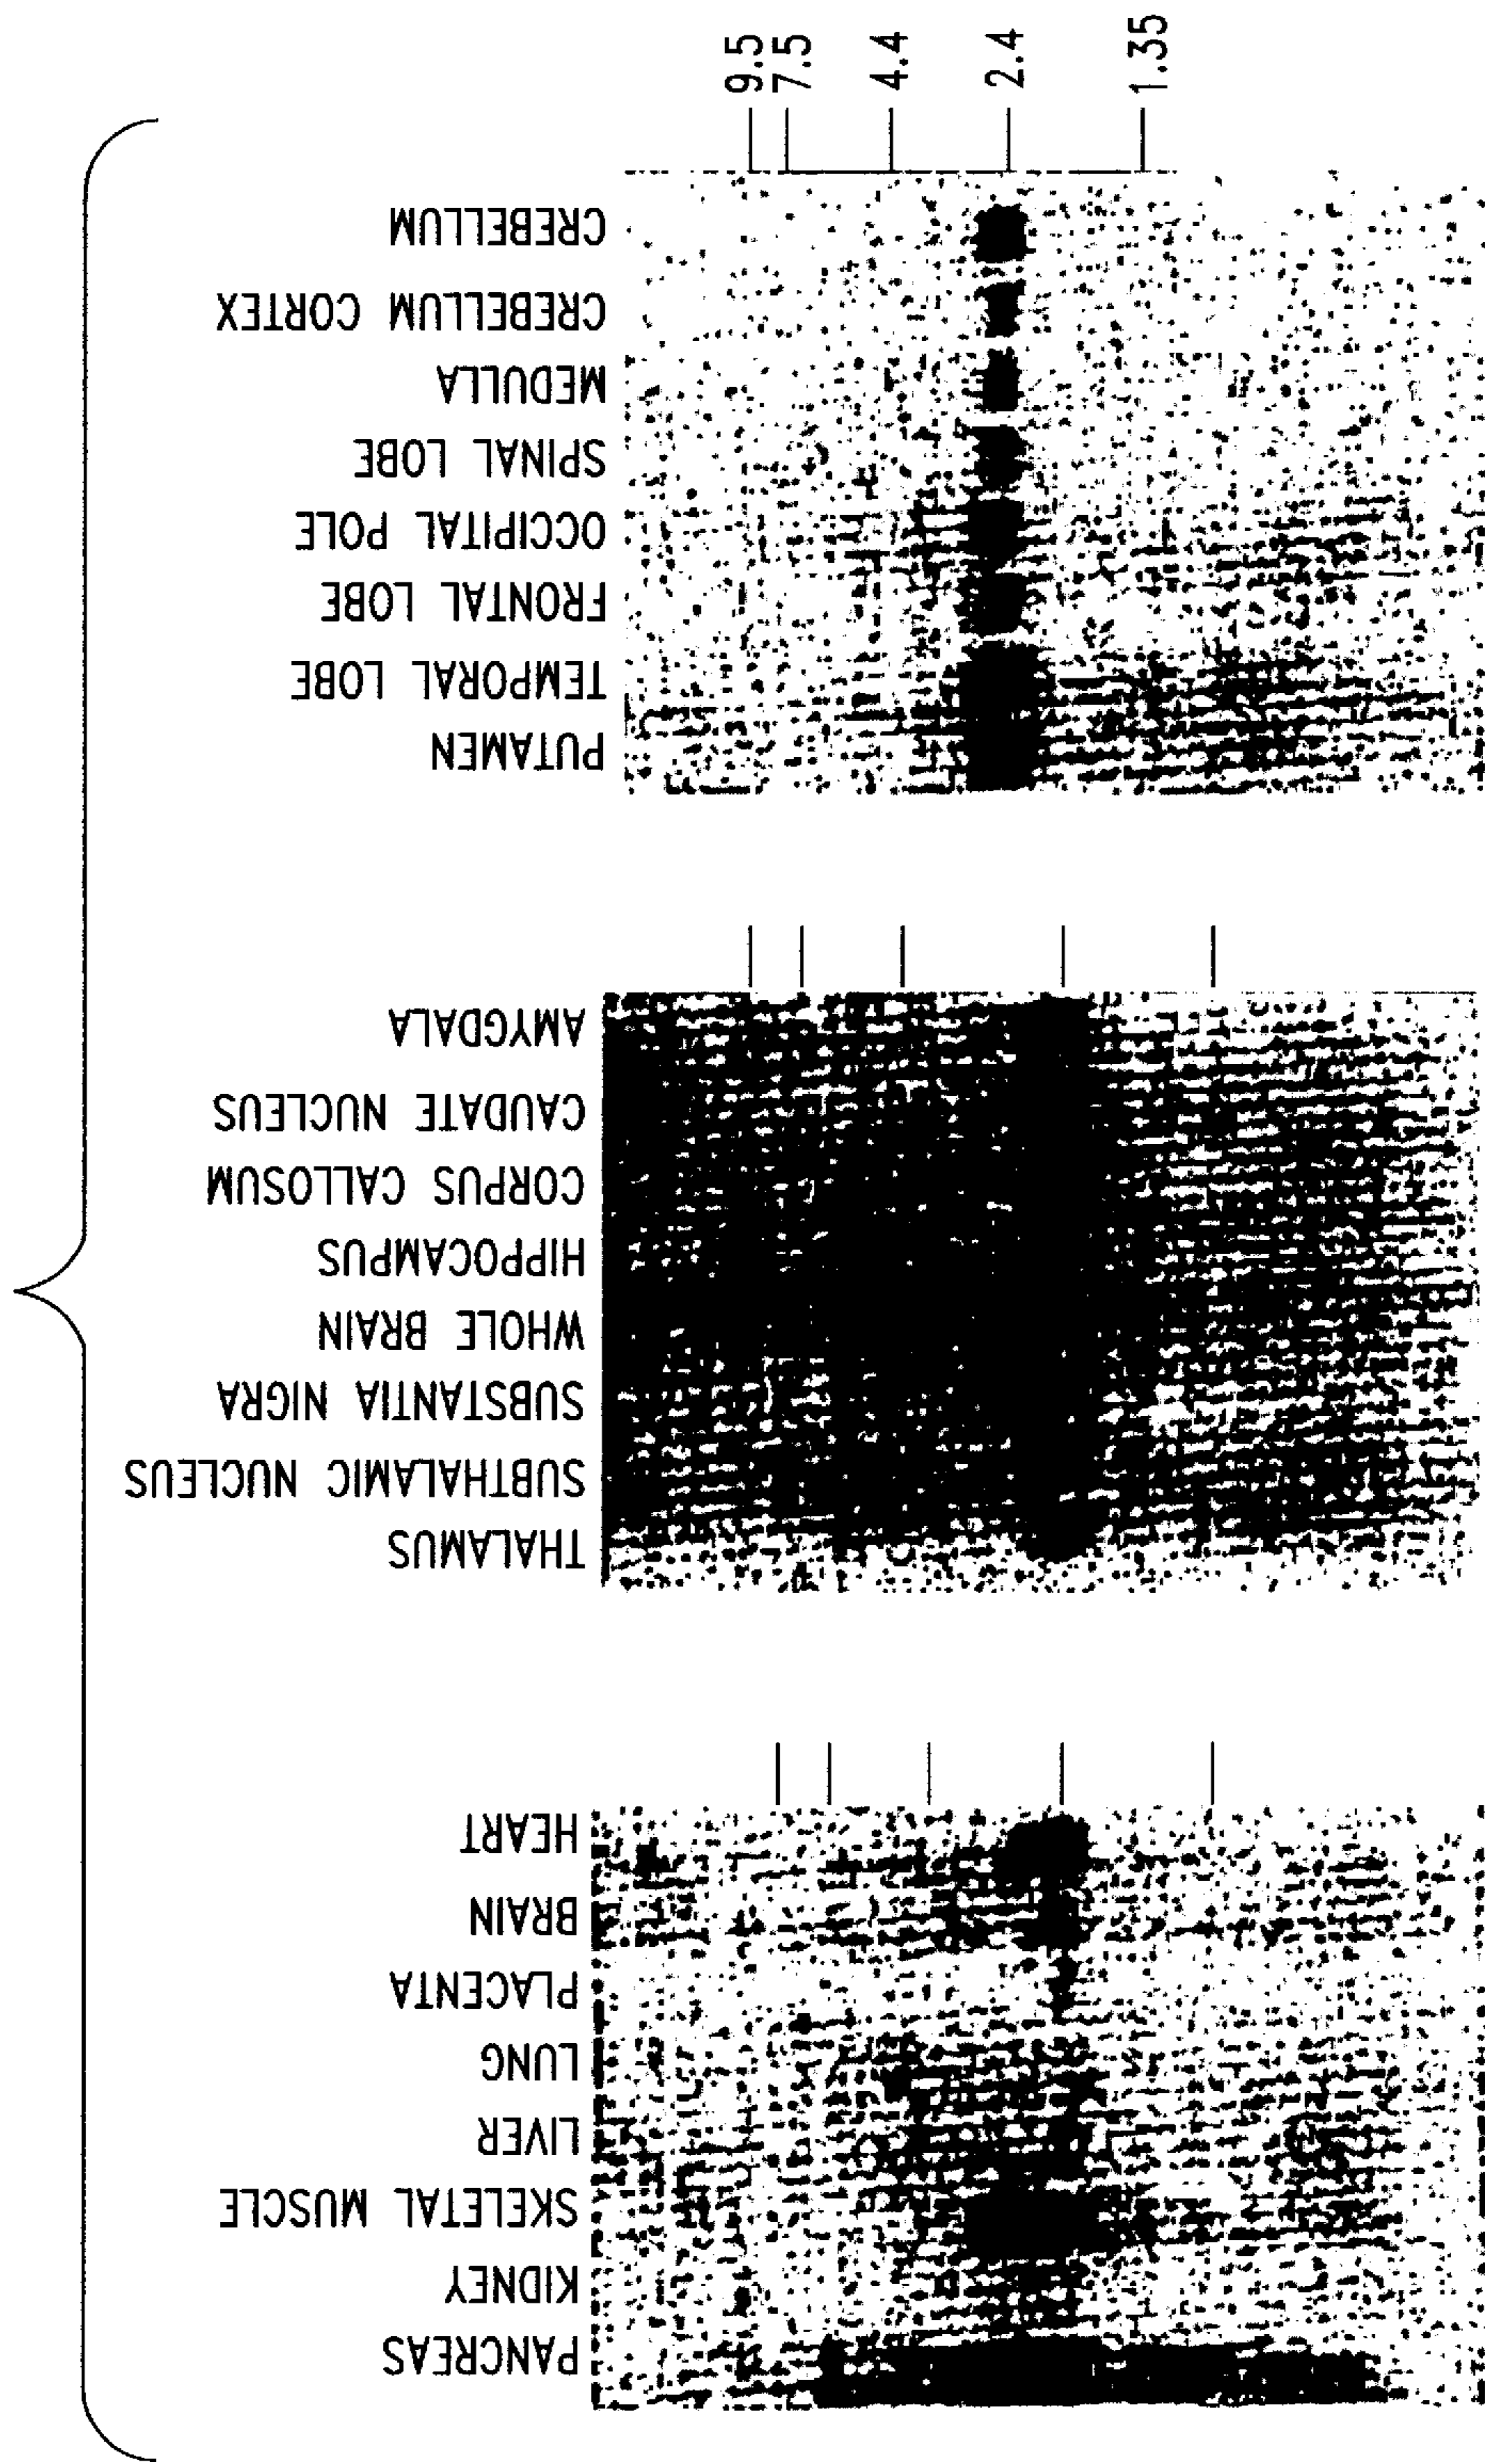 9.5
7.5
4.4
2.4
1.35
CREBELLUM
CREBELLUM CORTEX
MEDULLA
SPINAL LOBE
OCCIPITAL POLE
FRONTAL LOBE
TEMPORAL LOBE
PUTAMEN
AMYGDALA
CAUDATE NUCLEUS
CORPUS CALLOSUM
HIPPOCAMPUS
WHOLE BRAIN
SUBSTANTIA NIGRA
SUBTHALAMIC NUCLEUS
THALAMUS
HEART
BRAIN
PLACENTA
LUNG
LIVER
SKELETAL MUSCLE
KIDNEY
PANCREAS